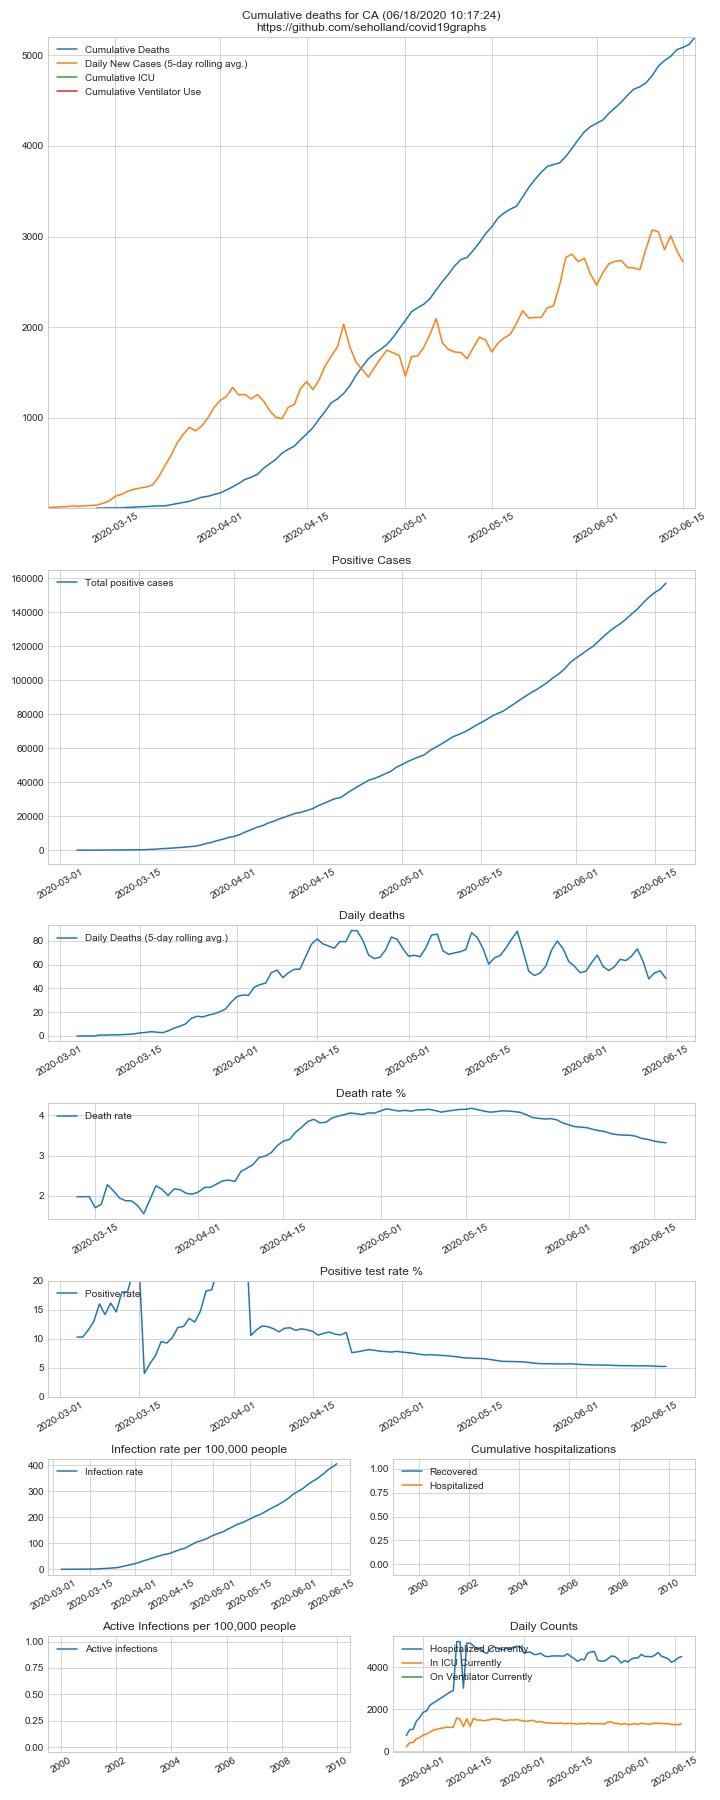 Cumulative deaths for CA (06/18/2020 10:17:24)
https://github.com/seholland/covid19graphs
Cumulative Deaths
Daily New Cases (5-day rolling avg.)
Cumulative ICU
Cumulative Ventilator Use
5000
4000
3000
2000
1000
2020-03-15 2020-04-01 2020-04-15 2020-05-01 2020-05-15 2020-06-01 2020-06-15
Positive Cases
Total positive cases
160000
140000
120000
100000
80000
60000
40000
20000
0
2020-03-01 2020-03-15 2020-04-01 2020-04-15 2020-05-01 2020-05-15 2020-06-01 2020-06-15
Daily deaths
Daily Deaths (5-day rolling avg.)
80
60
40
20
0
2020-03-01 2020-03-15 2020-04-01 2020-04-15 2020-05-01 2020-05-15 2020-06-01 2020-06-15
Death rate %
Death rate
4
3
2
2020-03-15 2020-04-01 2020-04-15 2020-05-01 2020-05-15 2020-06-01 2020-06-15
Positive test rate %
Positive rate
20
15
10
5
0
2020-03-01 2020-03-15 2020-04-01 2020-04-15 2020-05-01 2020-05-15 2020-06-01 2020-06-15
Infection rate per 100,000 people
Infection rate
400
300
200
100
0
2020-03-01 2020-03-15 2020-04-01 2020-04-15 2020-05-01 2020-05-15 2020-06-01 2020-06-15
Cumulative hospitalizations
Recovered
Hospitalized
1.00
0.75
0.50
0.25
0.00
2000 2002 2004 2006 2008 2010
Active Infections per 100,000 people
Active infections
1.00
0.75
0.50
0.25
0.00
2000 2002 2004 2006 2008 2010
Daily Counts
Hospitalized Currently
In ICU Currently
On Ventilator Currently
4000
2000
0
2020-04-01 2020-04-15 2020-05-01 2020-05-15 2020-06-01 2020-06-15